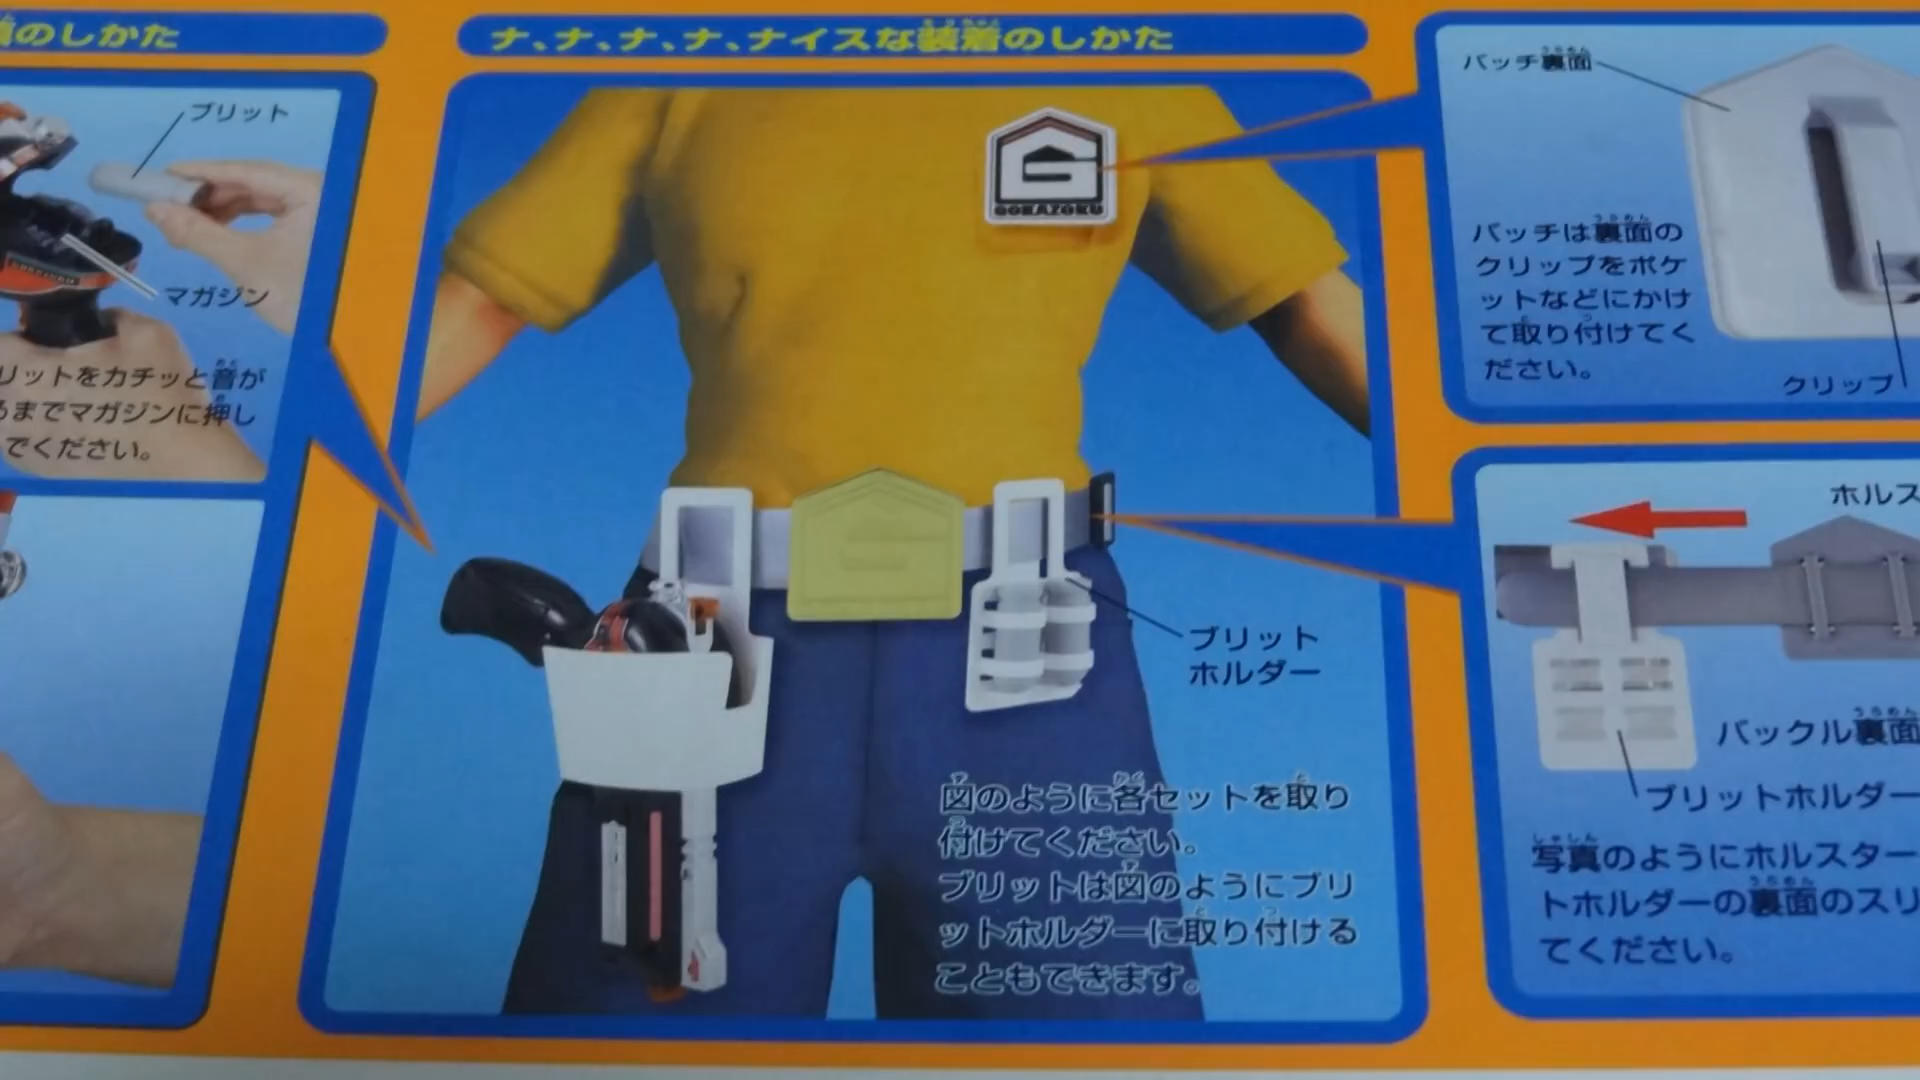 のしかた
ブリット
マガジン
リットをカチッと音が
るまでマガジンに押し
でください。
ナ、ナ、ナ、ナ、ナイスな装着のしかた
GOKAZOKU
ブリット
ホルダー
図のように各セットを取り
付けてください。
ブリットは図のようにブリ
ットホルダーに取り付ける
こともできます。
バッチ裏面
バッチは裏面の
クリップをポケ
ットなどにかけ
て取り付けてく
ださい。
クリップ
ホルス
バックル裏面
ブリットホルダー
写真のようにホルスター
トホルダーの裏面のスリ
てください。